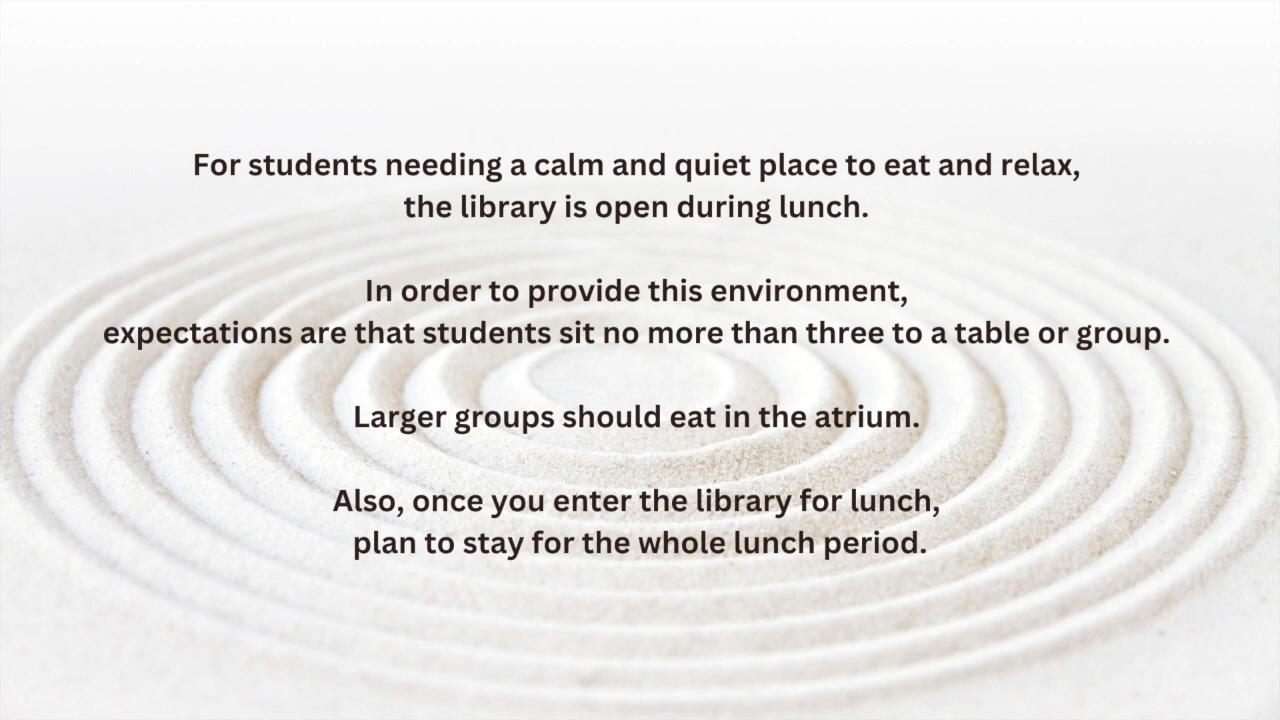 For students needing a calm and quiet place to eat and relax,
the library is open during lunch.
In order to provide this environment,
expectations are that students sit no more than three to a table or group.
Larger groups should eat in the atrium.
Also, once you enter the library for lunch,
plan to stay for the whole lunch period.